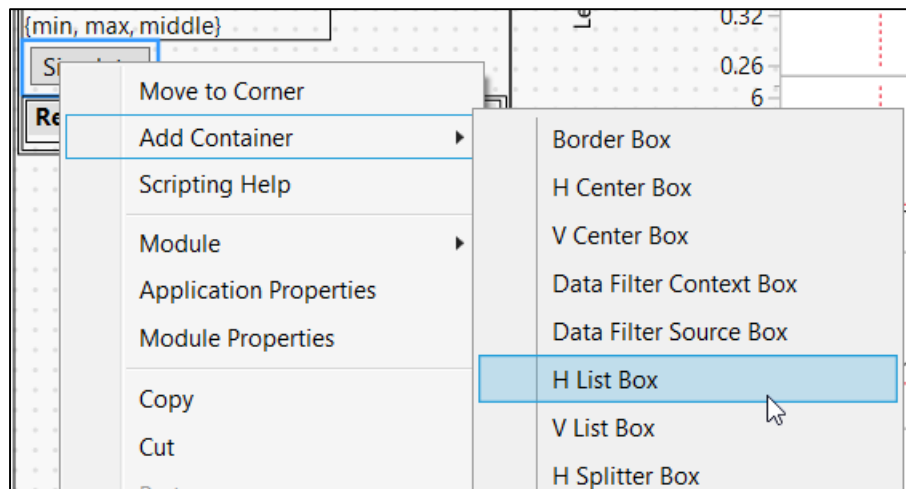 {min, max, middle}
0.32
0.26
6
Re
Move to Corner
Add Container
Scripting Help
Module
Application Properties
Module Properties
Copy
Cut
Border Box
H Center Box
V Center Box
Data Filter Context Box
Data Filter Source Box
H List Box
V List Box
H Splitter Box